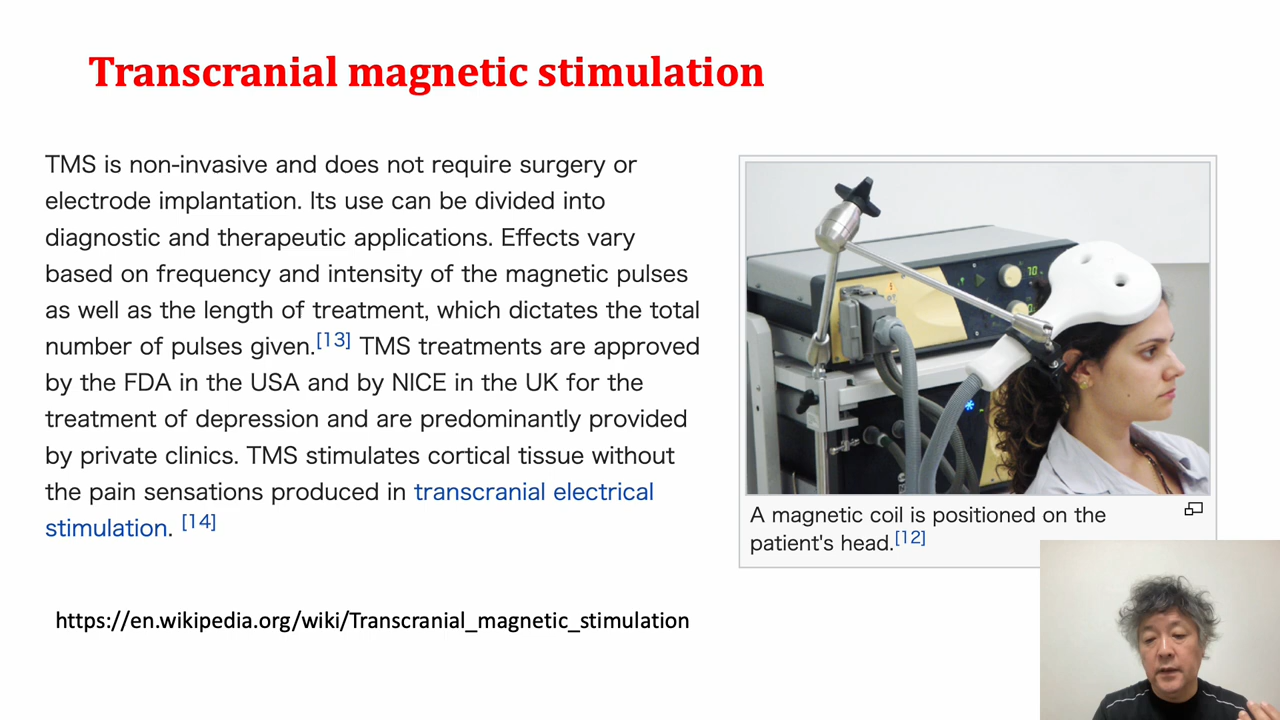 Transcranial magnetic stimulation
TMS is non-invasive and does not require surgery or
electrode implantation. Its use can be divided into
diagnostic and therapeutic applications. Effects vary
based on frequency and intensity of the magnetic pulses
as well as the length of treatment, which dictates the total
number of pulses given.[13] TMS treatments are approved
by the FDA in the USA and by NICE in the UK for the
treatment of depression and are predominantly provided
by private clinics. TMS stimulates cortical tissue without
the pain sensations produced in transcranial electrical
stimulation. [14]
https://en.wikipedia.org/wiki/Transcranial_magnetic_stimulation
A magnetic coil is positioned on the
patient's head.[12]